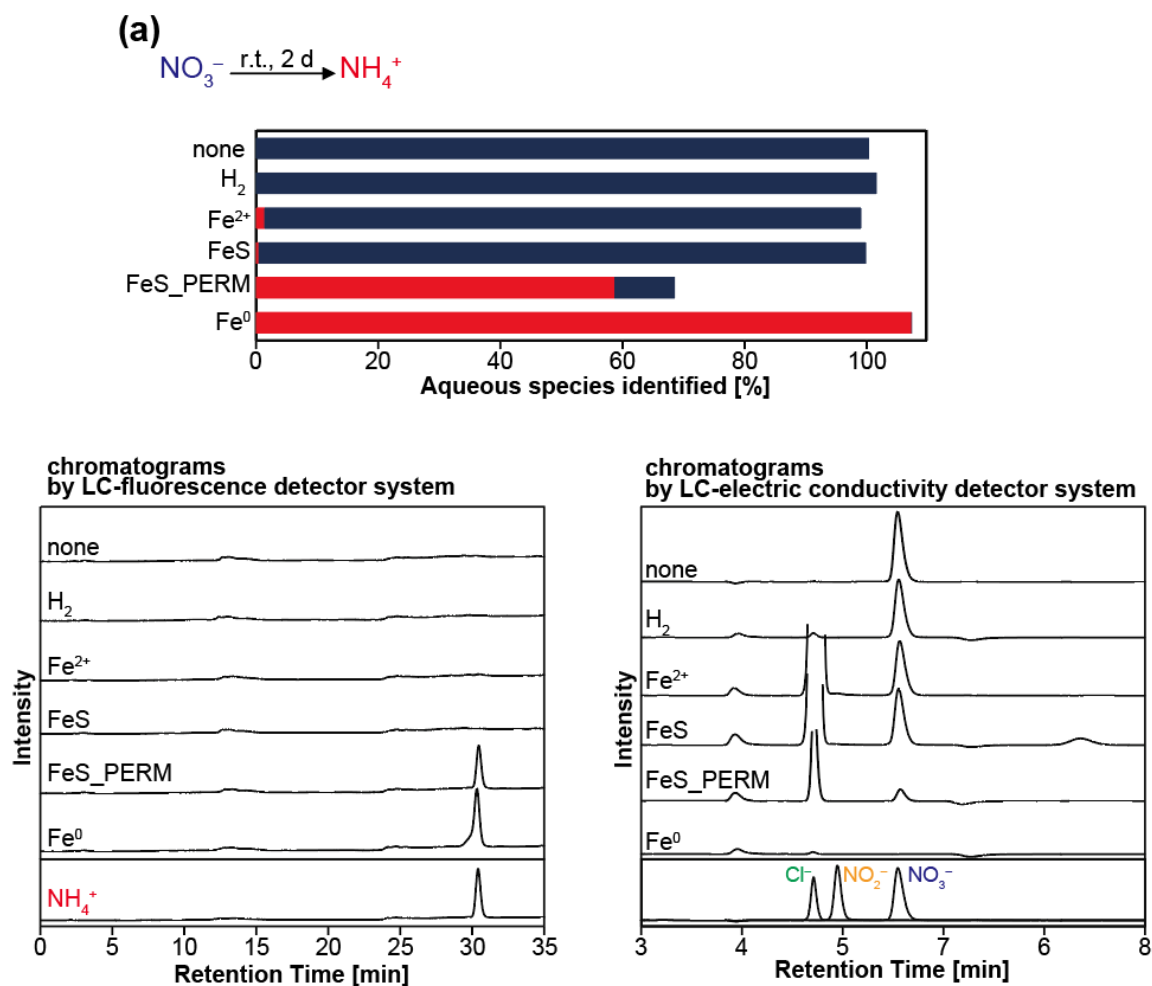 (a)
NO₃⁻ r.t., 2 d NH₄⁺
none
H₂
Fe²⁺
FeS
FeS_PERM
Fe⁰
0 20 40 60 80 100
Aqueous species identified [%]
chromatograms
by LC-fluorescence detector system
none
H₂
Fe²⁺
FeS
FeS_PERM
Fe⁰
NH₄⁺
Intensity
0 5 10 15 20 25 30 35
Retention Time [min]
chromatograms
by LC-electric conductivity detector system
none
H₂
Fe²⁺
FeS
FeS_PERM
Fe⁰
Cl⁻ NO₂⁻ NO₃⁻
Intensity
3 4 5 7 6 8
Retention Time [min]